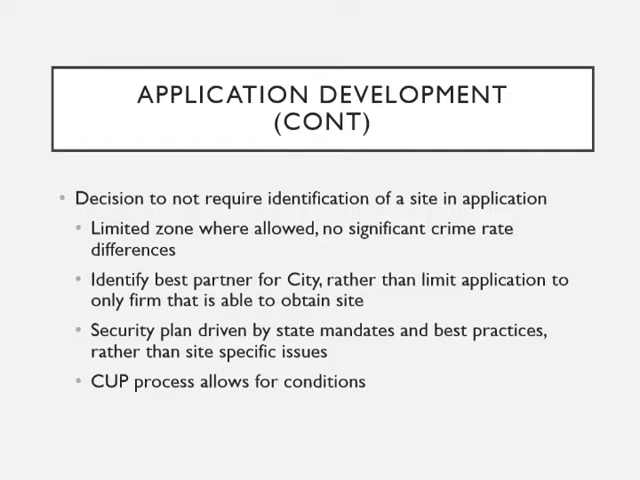 APPLICATION DEVELOPMENT
(CONT)
• Decision to not require identification of a site in application
• Limited zone where allowed, no significant crime rate
differences
• Identify best partner for City, rather than limit application to
only firm that is able to obtain site
• Security plan driven by state mandates and best practices,
rather than site specific issues
• CUP process allows for conditions